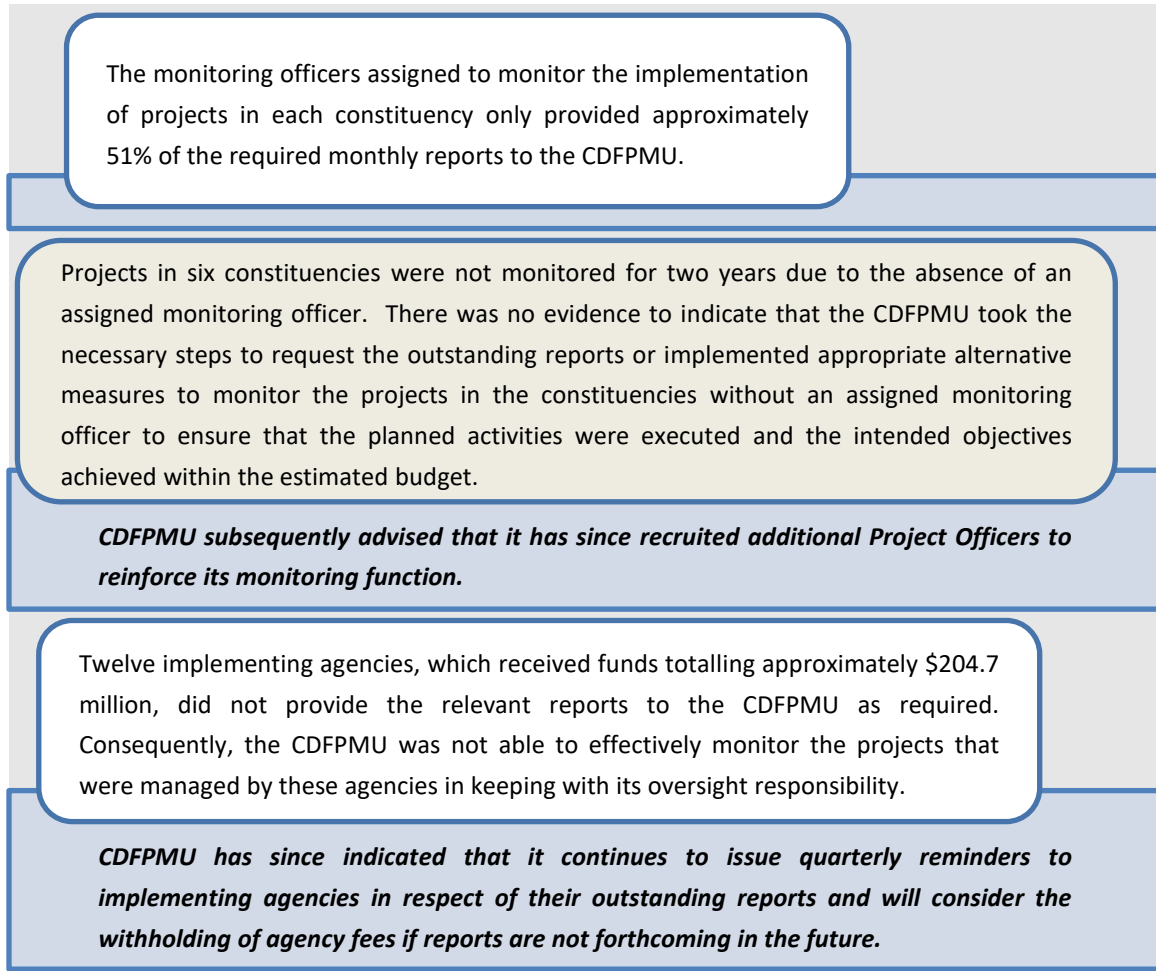 The monitoring officers assigned to monitor the implementation
of projects in each constituency only provided approximately
51% of the required monthly reports to the CDFPMU.
Projects in six constituencies were not monitored for two years due to the absence of an
assigned monitoring officer. There was no evidence to indicate that the CDFPMU took the
necessary steps to request the outstanding reports or implemented appropriate alternative
measures to monitor the projects in the constituencies without an assigned monitoring
officer to ensure that the planned activities were executed and the intended objectives
achieved within the estimated budget.
CDFPMU subsequently advised that it has since recruited additional Project Officers to
reinforce its monitoring function.
Twelve implementing agencies, which received funds totalling approximately $204.7
million, did not provide the relevant reports to the CDFPMU as required.
Consequently, the CDFPMU was not able to effectively monitor the projects that
were managed by these agencies in keeping with its oversight responsibility.
CDFPMU has since indicated that it continues to issue quarterly reminders to
implementing agencies in respect of their outstanding reports and will consider the
withholding of agency fees if reports are not forthcoming in the future.